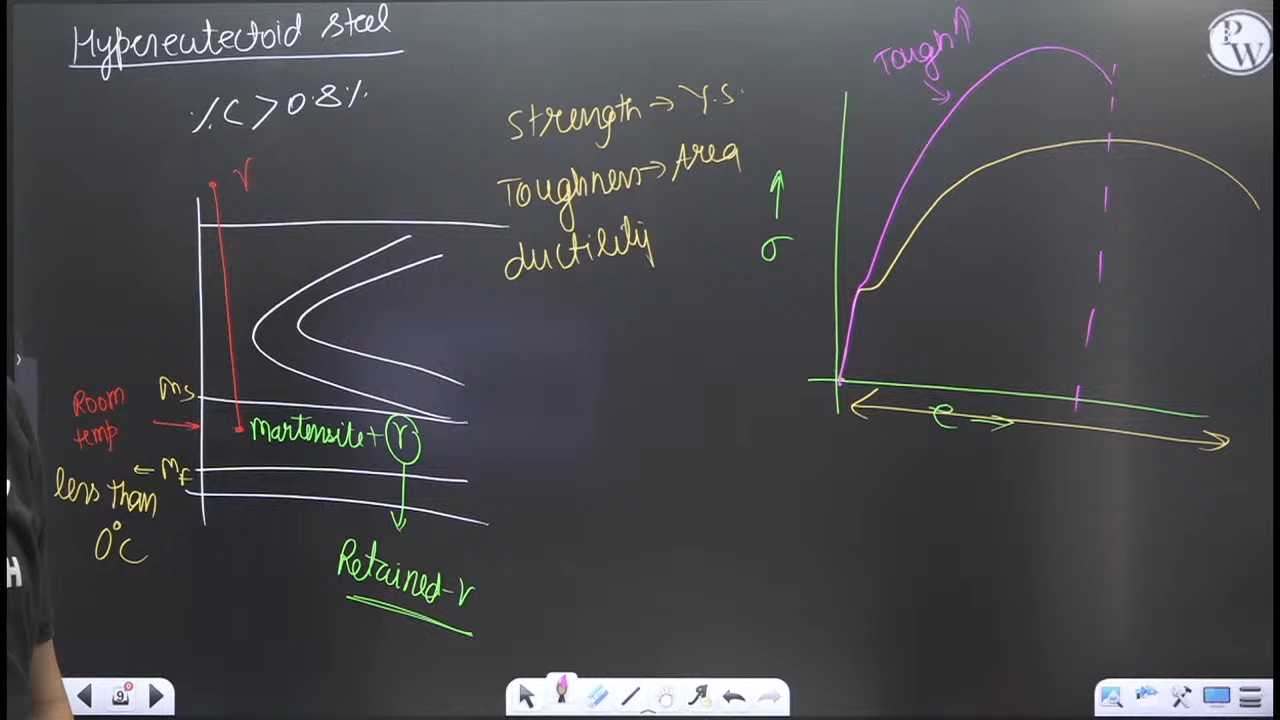 Hypereutectoid steel
% C > 0.8 %
γ
Ms
Room
temp
martensite + γ
Mf
less than
0°C
Retained-γ
Strength → Y.S.
Toughness → Area
ductility
Tough↑
σ
e →
PW
H
9